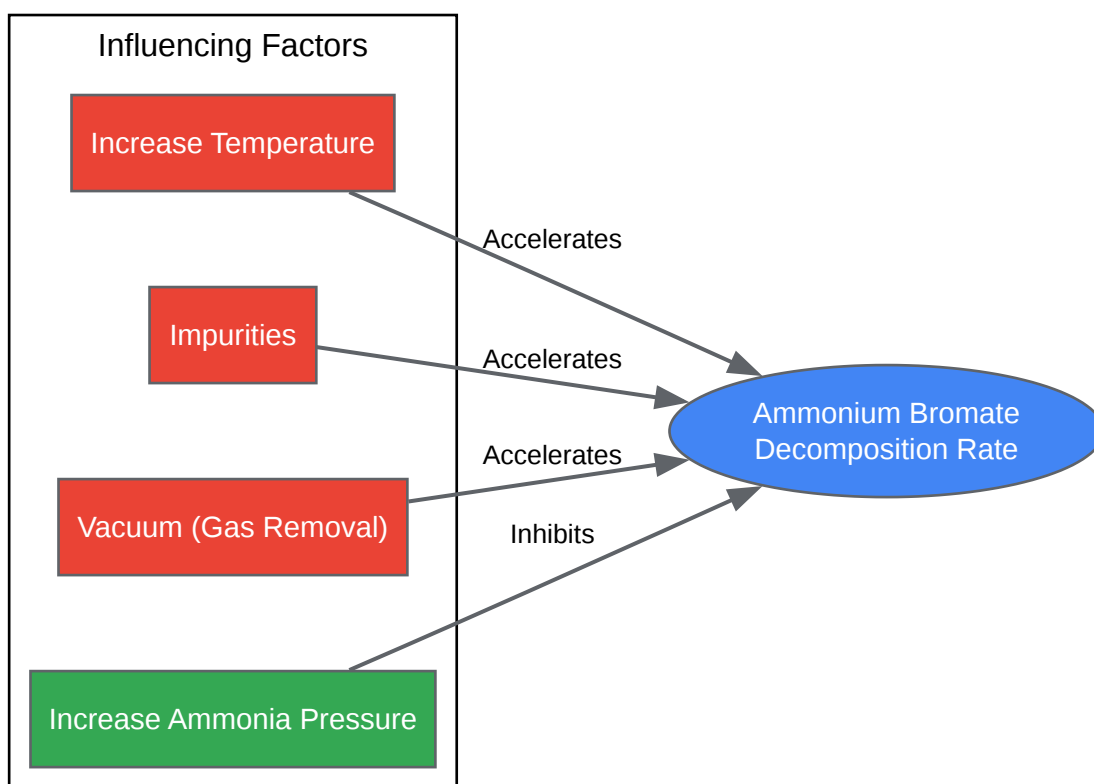 Influencing Factors
Increase Temperature
Accelerates
Impurities
Accelerates
Ammonium Bromate
Decomposition Rate
Accelerates
Vacuum (Gas Removal)
Inhibits
Increase Ammonia Pressure